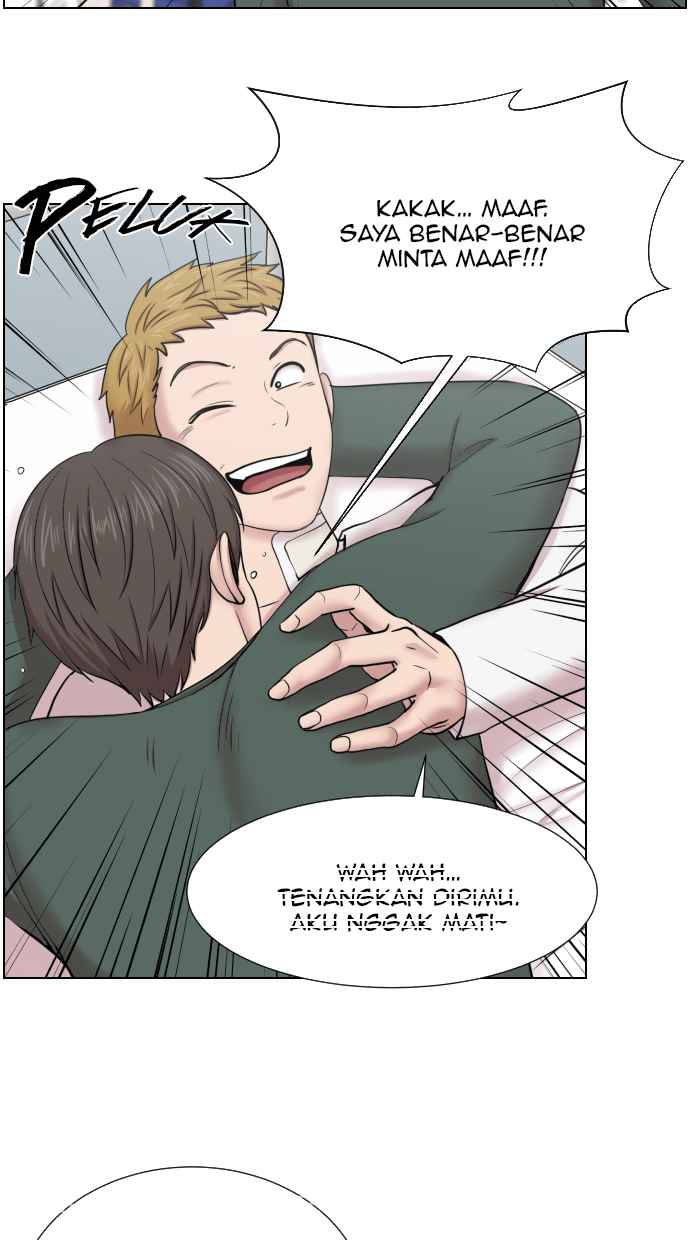 PELUK
KAKAK... MAAF.
SAYA BENAR-BENAR
MINTA MAAF!!!
WAH WAH...
TENANGKAN DIRIMU.
AKU NGGAK MATI~